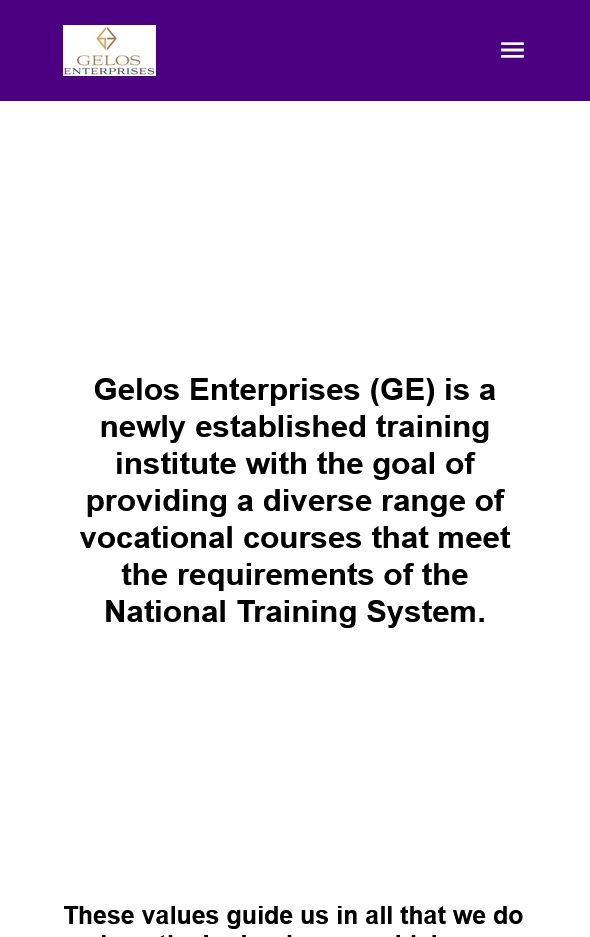 GELOS
ENTERPRISES
Gelos Enterprises (GE) is a
newly established training
institute with the goal of
providing a diverse range of
vocational courses that meet
the requirements of the
National Training System.
These values guide us in all that we do